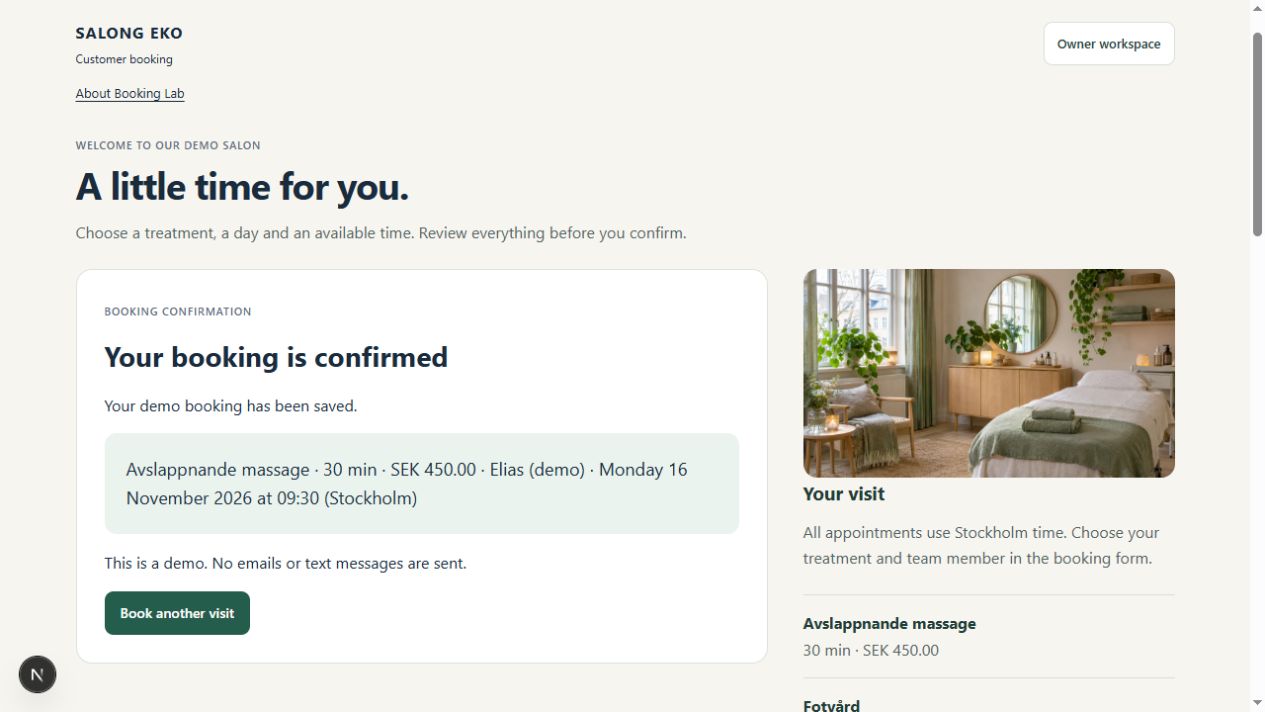 SALONG EKO
Customer booking
About Booking Lab
Owner workspace
WELCOME TO OUR DEMO SALON
A little time for you.
Choose a treatment, a day and an available time. Review everything before you confirm.
BOOKING CONFIRMATION
Your booking is confirmed
Your demo booking has been saved.
Avslappnande massage · 30 min · SEK 450.00 · Elias (demo) · Monday 16
November 2026 at 09:30 (Stockholm)
This is a demo. No emails or text messages are sent.
Book another visit
Your visit
All appointments use Stockholm time. Choose your
treatment and team member in the booking form.
Avslappnande massage
30 min · SEK 450.00
Fotvård
N